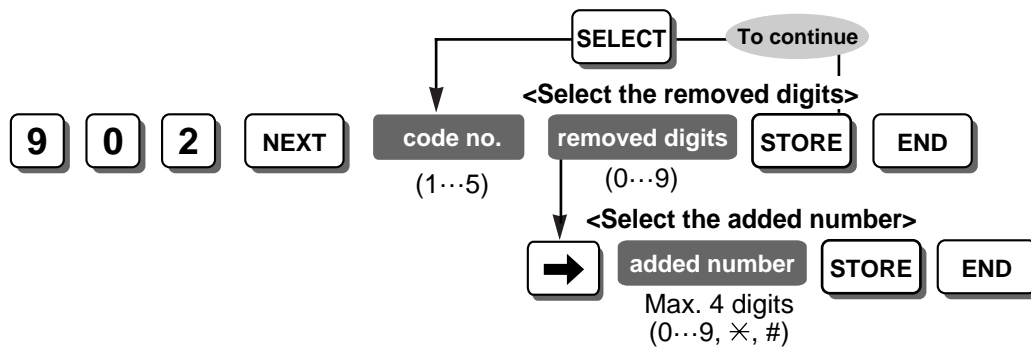 SELECT To continue
<Select the removed digits>
9 0 2 NEXT code no. removed digits STORE END
(1···5) (0···9)
<Select the added number>
➡ added number STORE END
Max. 4 digits
(0···9, ✳, #)